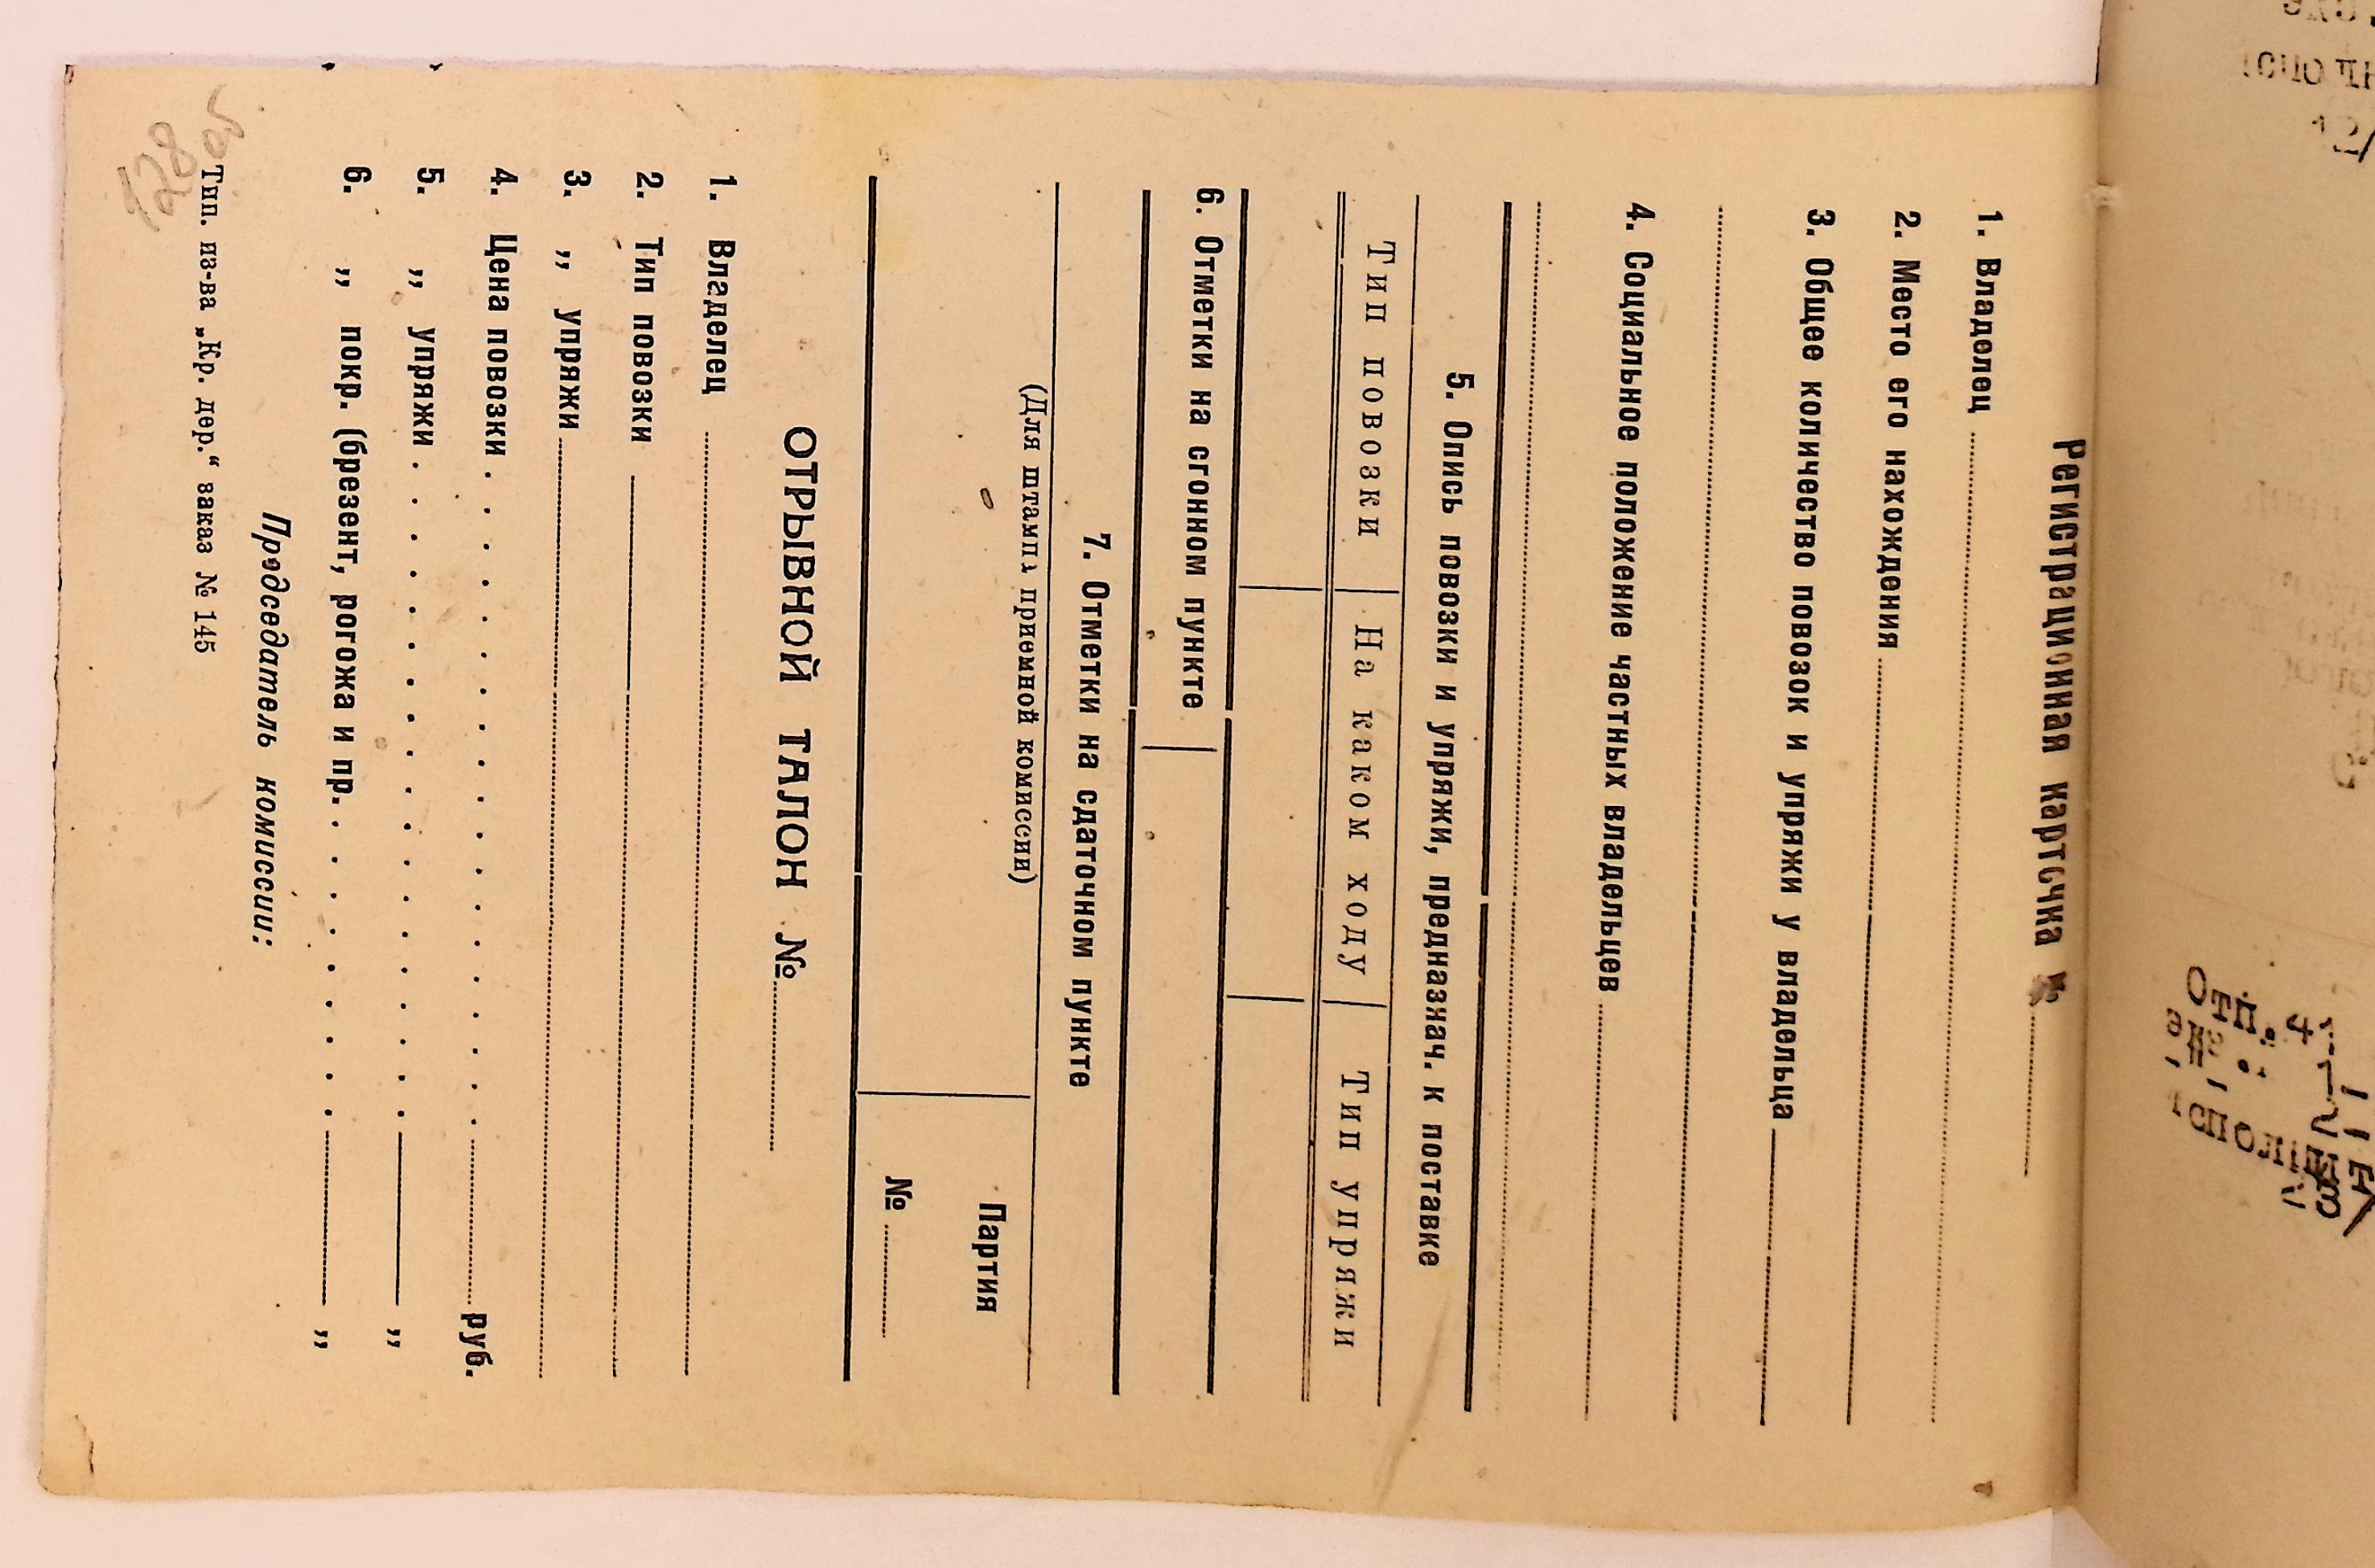 Регистрационная карточка №
1. Владелец
2. Место его нахождения
3. Общее количество повозок и упряжи у владельца
4. Социальное положение частных владельцев
5. Опись повозки и упряжи, предназнач. к поставке
Тип повозки На каком ходу Тип упряжи
6. Отметки на сгонном пункте
7. Отметки на сдаточном пункте
(Для штампа приемной комиссии)
Партия
№
ОТРЫВНОЙ ТАЛОН №
1. Владелец
2. Тип повозки
3. „ упряжи
4. Цена повозки . . . . . . . . . . . . . . . . . . руб.
5. „ упряжи . . . . . . . . . . . . . . . . . . „
6. „ покр. (брезент, рогожа и пр. . . . . . . . . . „
Председатель комиссии:
Тип. из-ва „Кр. дер.“ заказ № 145
128